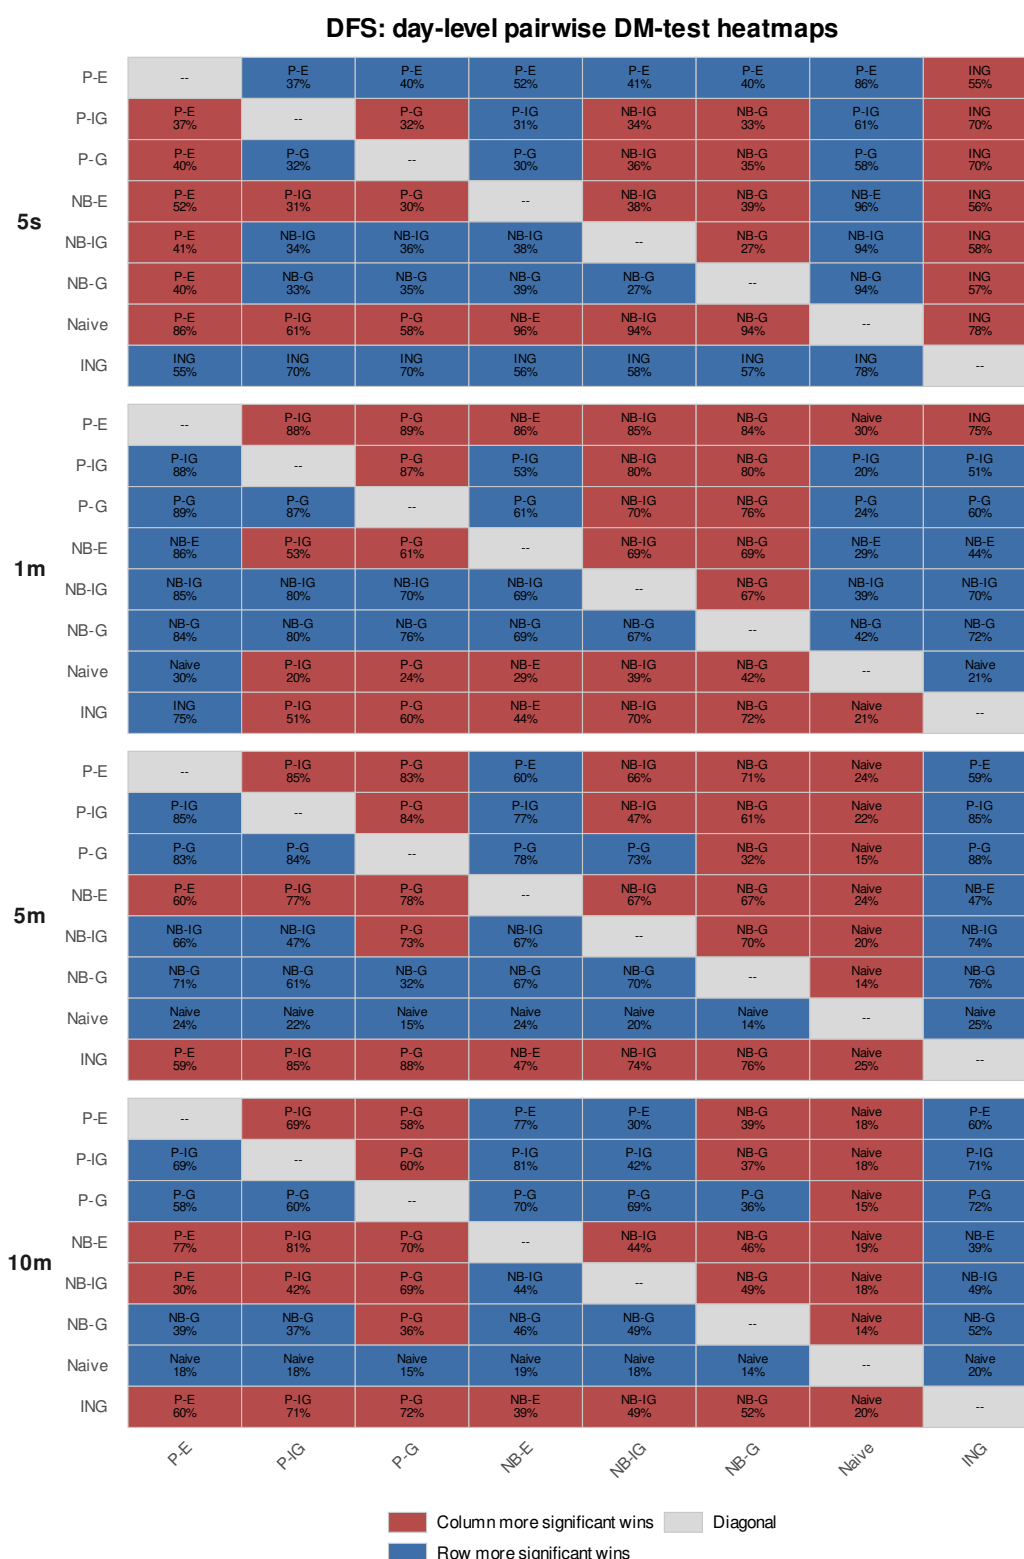 DFS: day-level pairwise DM-test heatmaps
5s
P-E -- P-E P-E P-E P-E P-E P-E ING
37% 40% 52% 41% 40% 86% 55%
P-IG P-E -- P-G P-IG NB-IG NB-G P-IG ING
37% 32% 31% 34% 33% 61% 70%
P-G P-E P-G -- P-G NB-IG NB-G P-G ING
40% 32% 30% 36% 35% 58% 70%
NB-E P-E P-IG P-G -- NB-IG NB-G NB-E ING
52% 31% 30% 38% 39% 96% 56%
NB-IG P-E NB-IG NB-IG NB-IG -- NB-G NB-IG ING
41% 34% 36% 38% 27% 94% 58%
NB-G P-E NB-G NB-G NB-G NB-G -- NB-G ING
40% 33% 35% 39% 27% 94% 57%
Naive P-E P-IG P-G NB-E NB-IG NB-G -- ING
86% 61% 58% 96% 94% 94% 78%
ING ING ING ING ING ING ING ING --
55% 70% 70% 56% 58% 57% 78%
1m
P-E -- P-IG P-G NB-E NB-IG NB-G Naive ING
88% 89% 86% 85% 84% 30% 75%
P-IG P-IG -- P-G P-IG NB-IG NB-G P-IG P-IG
88% 87% 53% 80% 80% 20% 51%
P-G P-G P-G -- P-G NB-IG NB-G P-G P-G
89% 87% 61% 70% 76% 24% 60%
NB-E NB-E P-IG P-G -- NB-IG NB-G NB-E NB-E
86% 53% 61% 69% 69% 29% 44%
NB-IG NB-IG NB-IG NB-IG NB-IG -- NB-G NB-IG NB-IG
85% 80% 70% 69% 67% 39% 70%
NB-G NB-G NB-G NB-G NB-G NB-G -- NB-G NB-G
84% 80% 76% 69% 67% 42% 72%
Naive Naive P-IG P-G NB-E NB-IG NB-G -- Naive
30% 20% 24% 29% 39% 42% 21%
ING ING P-IG P-G NB-E NB-IG NB-G Naive --
75% 51% 60% 44% 70% 72% 21%
5m
P-E -- P-IG P-G P-E NB-IG NB-G Naive P-E
85% 83% 60% 66% 71% 24% 59%
P-IG P-IG -- P-G P-IG NB-IG NB-G Naive P-IG
85% 84% 77% 47% 61% 22% 85%
P-G P-G P-G -- P-G P-G NB-G Naive P-G
83% 84% 78% 73% 32% 15% 88%
NB-E P-E P-IG P-G -- NB-IG NB-G Naive NB-E
60% 77% 78% 67% 67% 24% 47%
NB-IG NB-IG NB-IG P-G NB-IG -- NB-G Naive NB-IG
66% 47% 73% 67% 70% 20% 74%
NB-G NB-G NB-G NB-G NB-G NB-G -- Naive NB-G
71% 61% 32% 67% 70% 14% 76%
Naive Naive Naive Naive Naive Naive Naive -- Naive
24% 22% 15% 24% 20% 14% 25%
ING P-E P-IG P-G NB-E NB-IG NB-G Naive --
59% 85% 88% 47% 74% 76% 25%
10m
P-E -- P-IG P-G P-E P-E NB-G Naive P-E
69% 58% 77% 30% 39% 18% 60%
P-IG P-IG -- P-G P-IG P-IG NB-G Naive P-IG
69% 60% 81% 42% 37% 18% 71%
P-G P-G P-G -- P-G P-G P-G Naive P-G
58% 60% 70% 69% 36% 15% 72%
NB-E P-E P-IG P-G -- NB-IG NB-G Naive NB-E
77% 81% 70% 44% 46% 19% 39%
NB-IG P-E P-IG P-G NB-IG -- NB-G Naive NB-IG
30% 42% 69% 44% 49% 18% 49%
NB-G NB-G NB-G P-G NB-G NB-G -- Naive NB-G
39% 37% 36% 46% 49% 14% 52%
Naive Naive Naive Naive Naive Naive Naive -- Naive
18% 18% 15% 19% 18% 14% 20%
ING P-E P-IG P-G NB-E NB-IG NB-G Naive --
60% 71% 72% 39% 49% 52% 20%
P-E P-IG P-G NB-E NB-IG NB-G Naive ING
Column more significant wins Diagonal
Row more significant wins